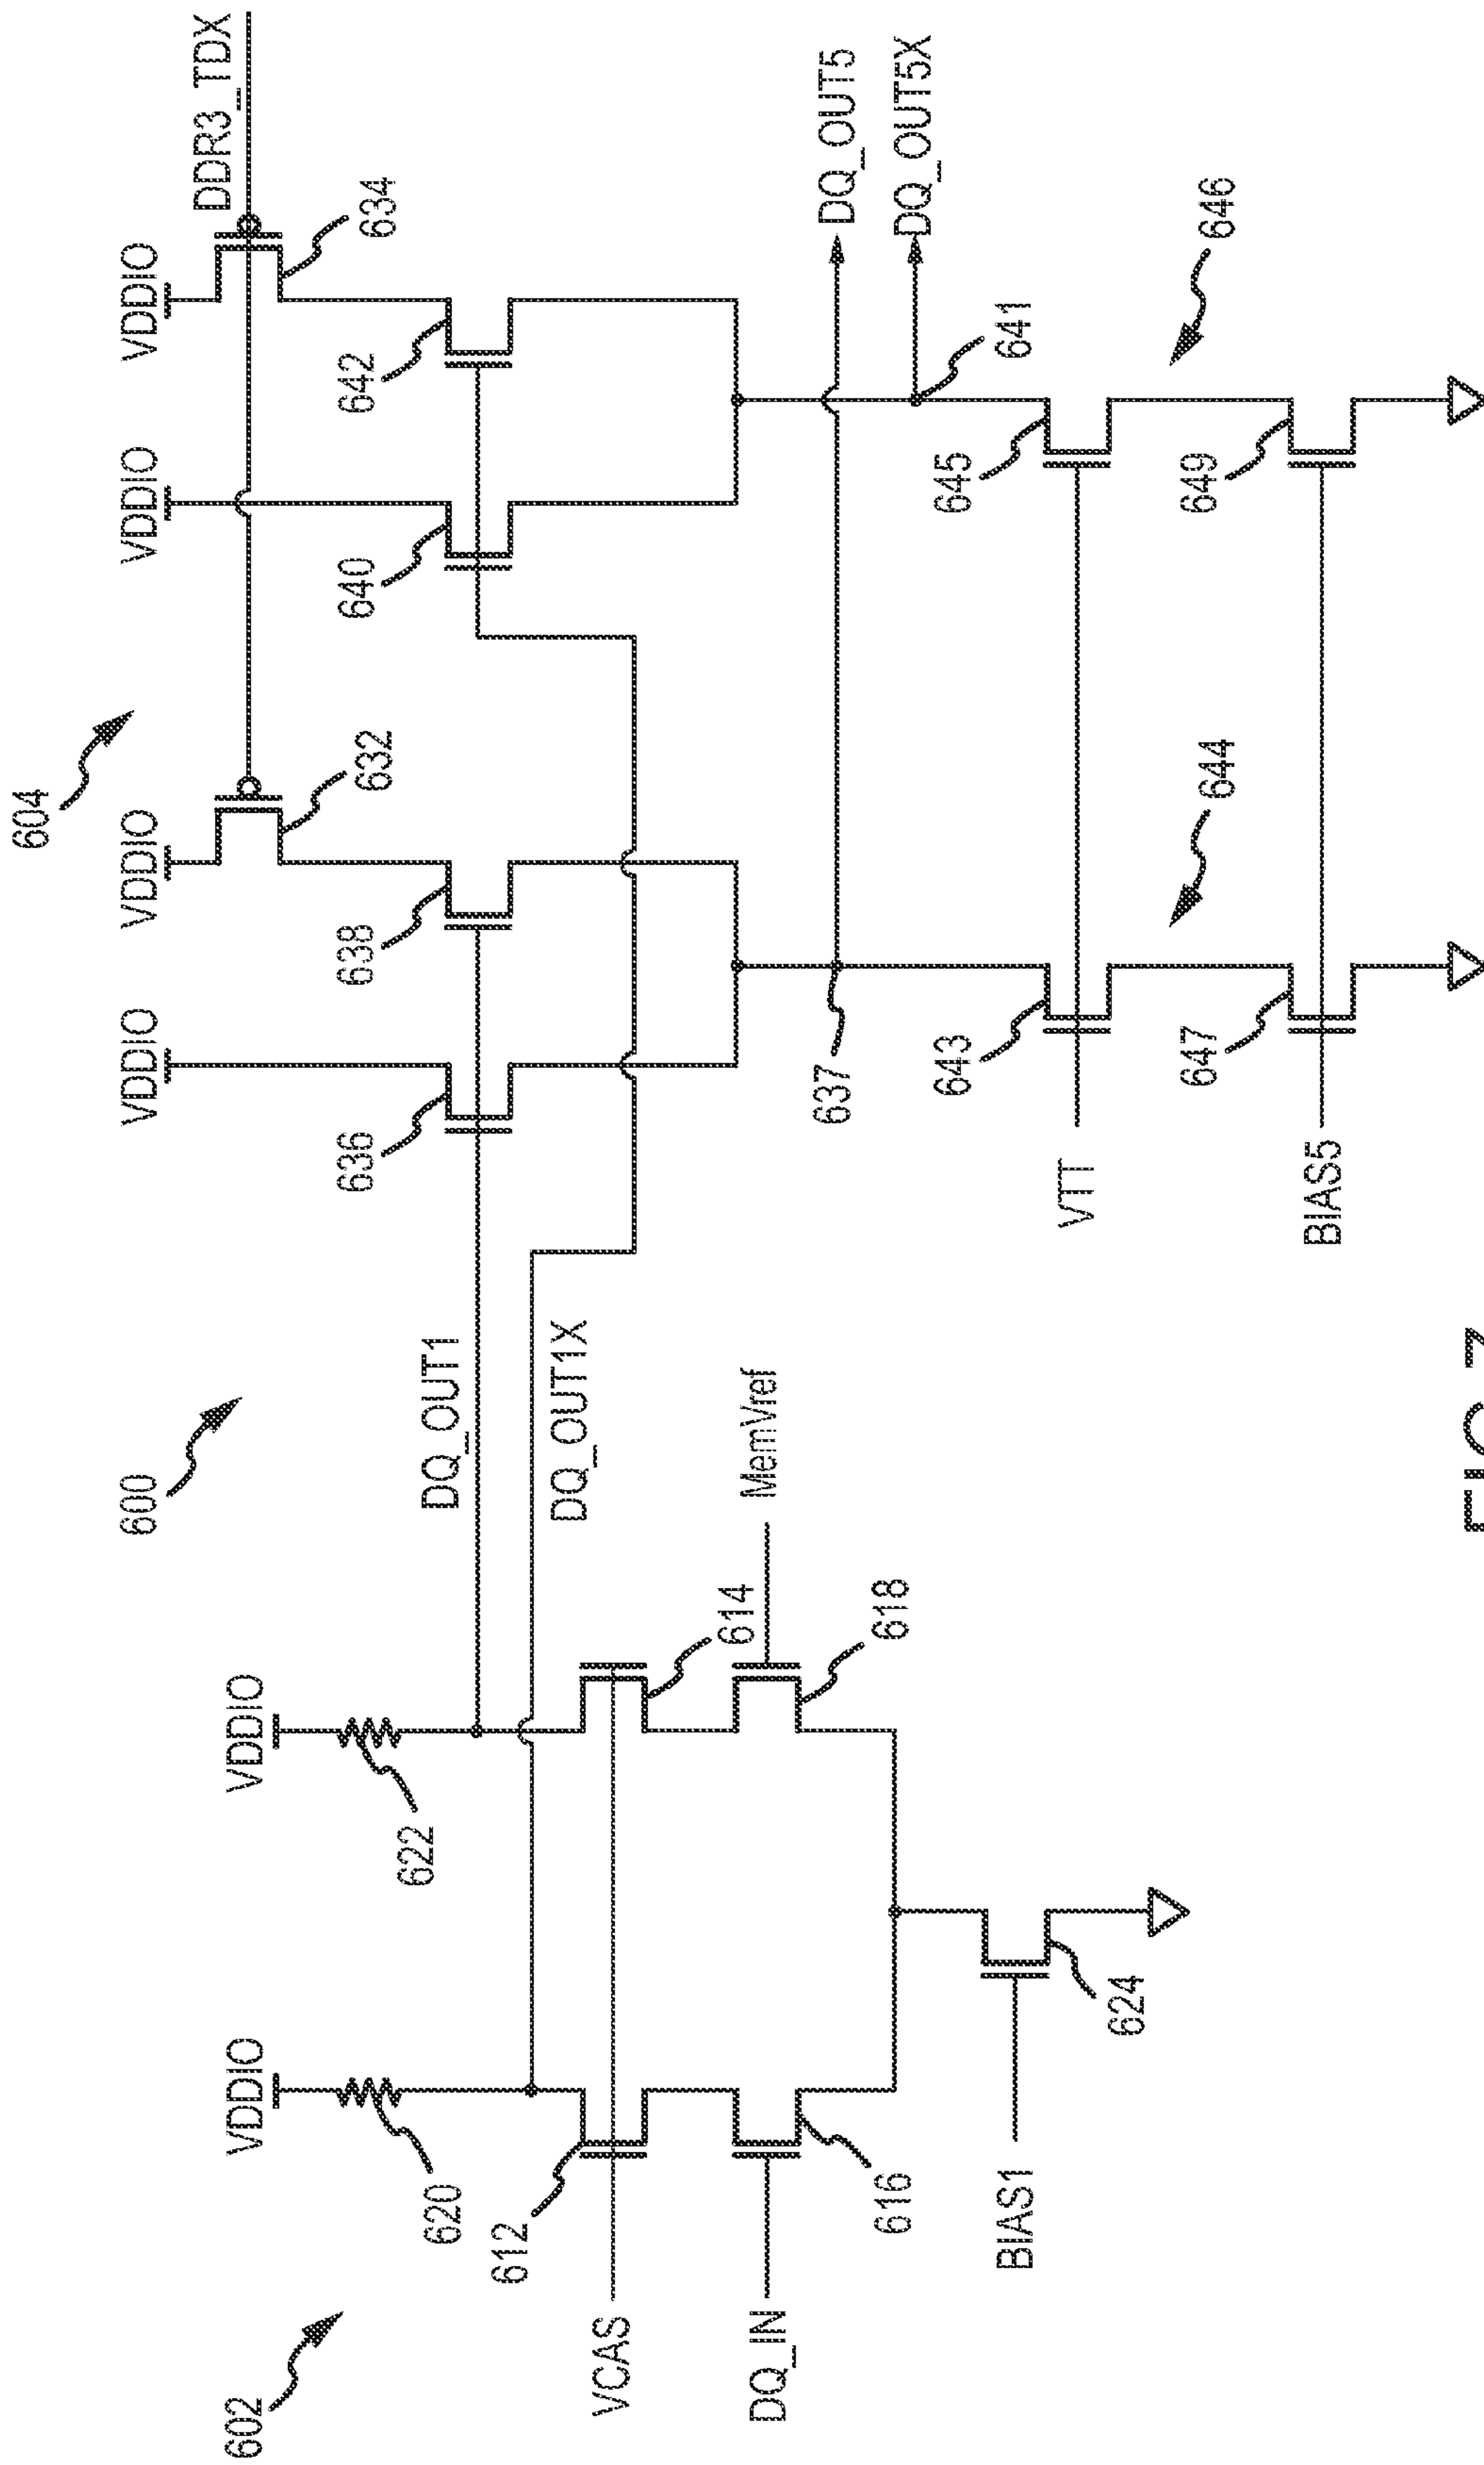 604
600
602
VDDIO
VDDIO
VDDIO
VDDIO
DDR3_TDX
632
634
VDDIO
VDDIO
636
638
640
642
620
622
DQ_OUT1
DQ_OUT1X
612
614
VCAS
DQ_IN
MemVref
616
618
637
641
DQ_OUT5
DQ_OUT5X
BIAS1
624
643
645
VTT
644
646
647
649
BIAS5